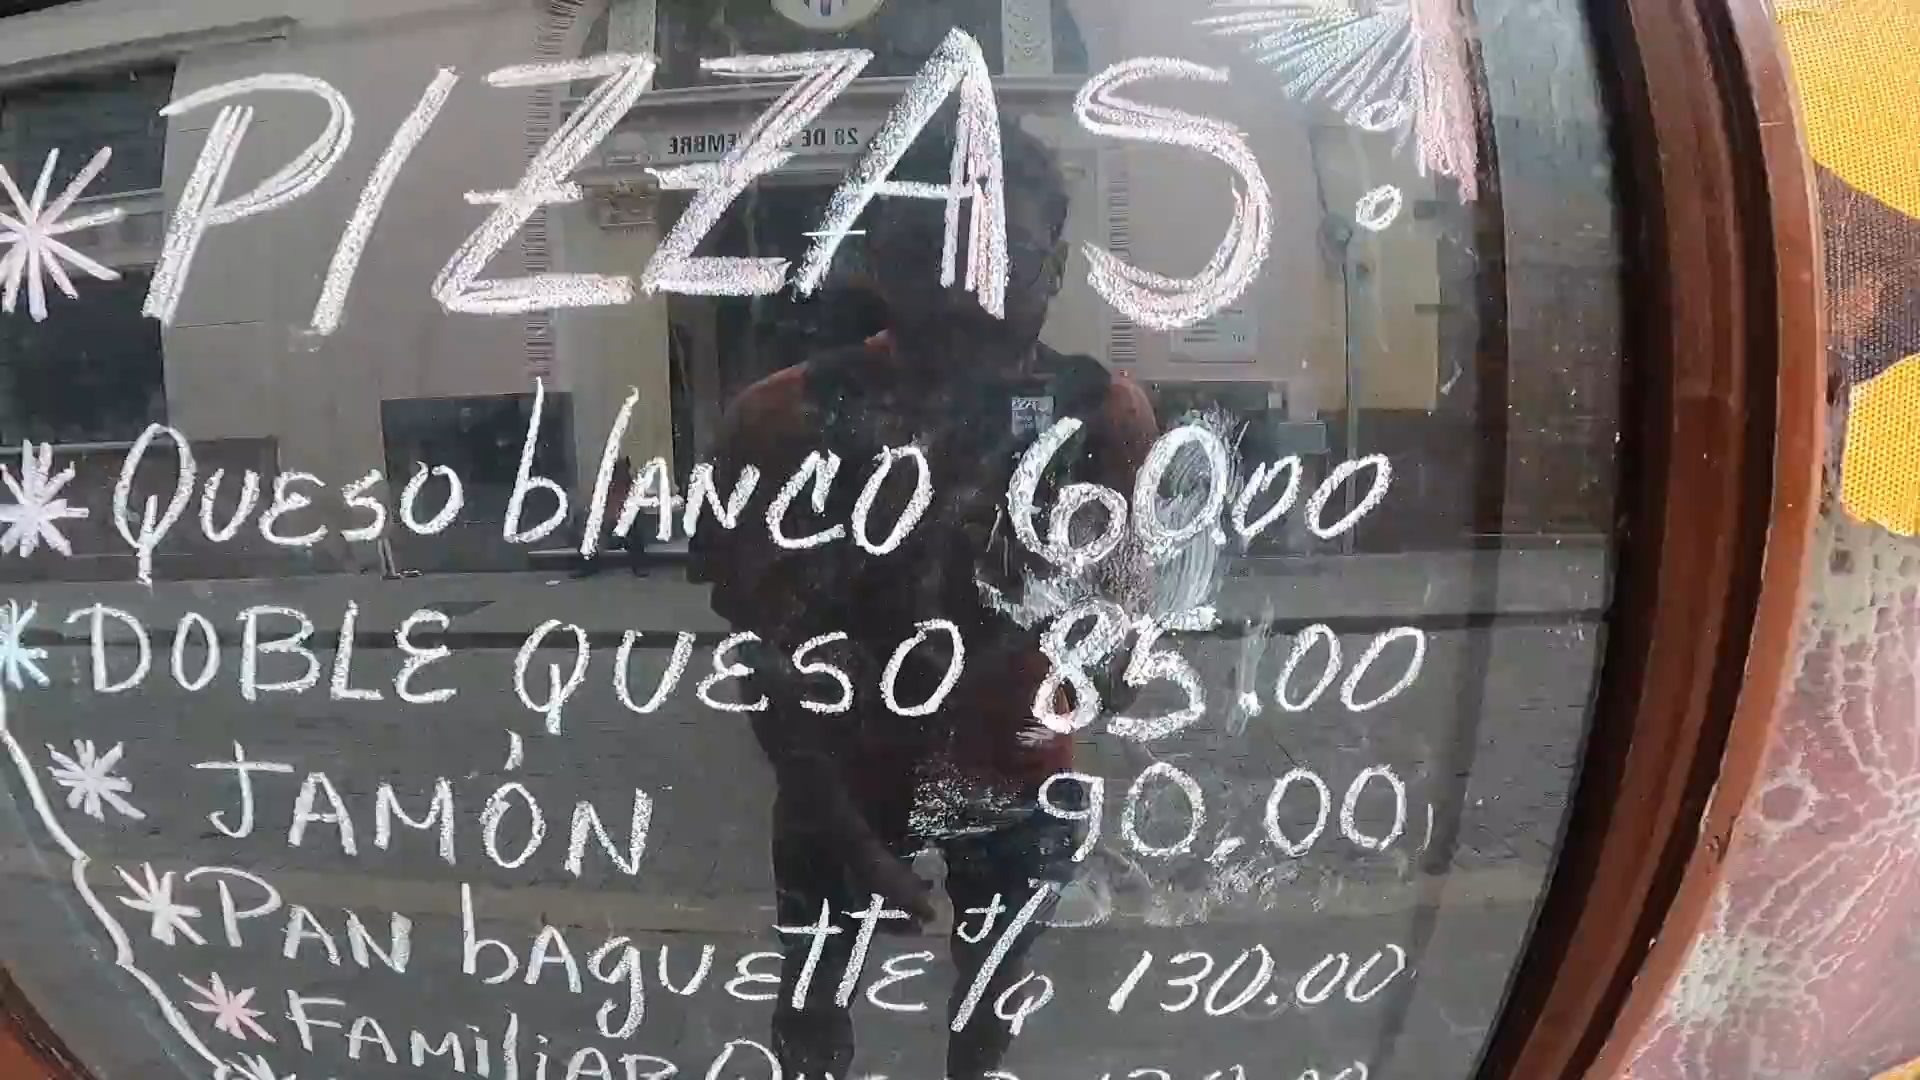 PIZZAS:
QUESO blANCO 60.00
DOBLE QUESO 85.00
JAMÓN 90.00
PAN bAguette J/Q 130.00
FAMiliAR